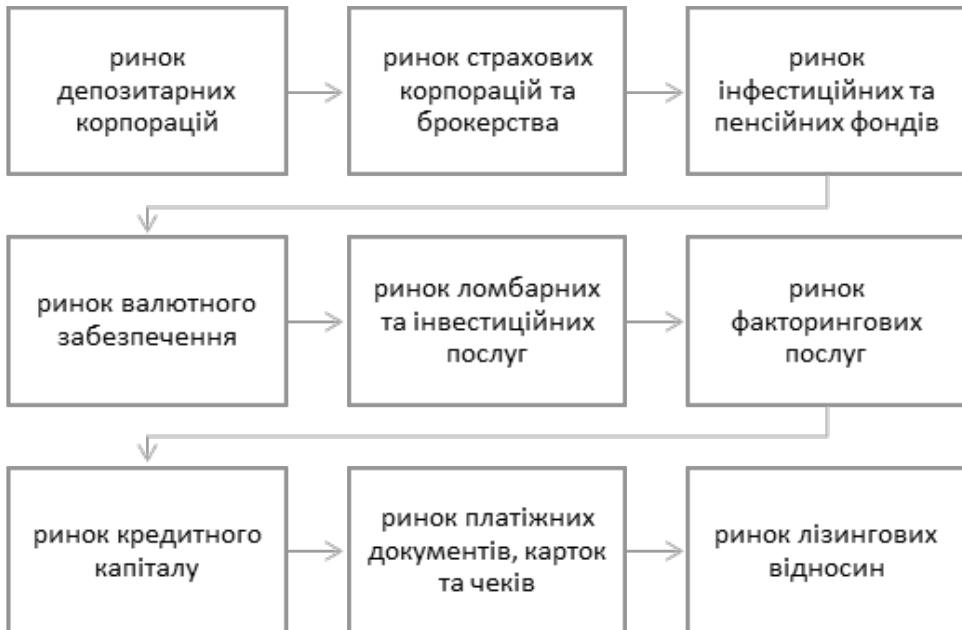 ринок
депозитарних
корпорацій
ринок страхових
корпорацій та
брокерства
ринок
інфестиційних та
пенсійних фондів
ринок валютного
забезпечення
ринок ломбарних
та інвестиційних
послуг
ринок
факторингових
послуг
ринок кредитного
капіталу
ринок платіжних
документів, карток
та чеків
ринок лізингових
відносин